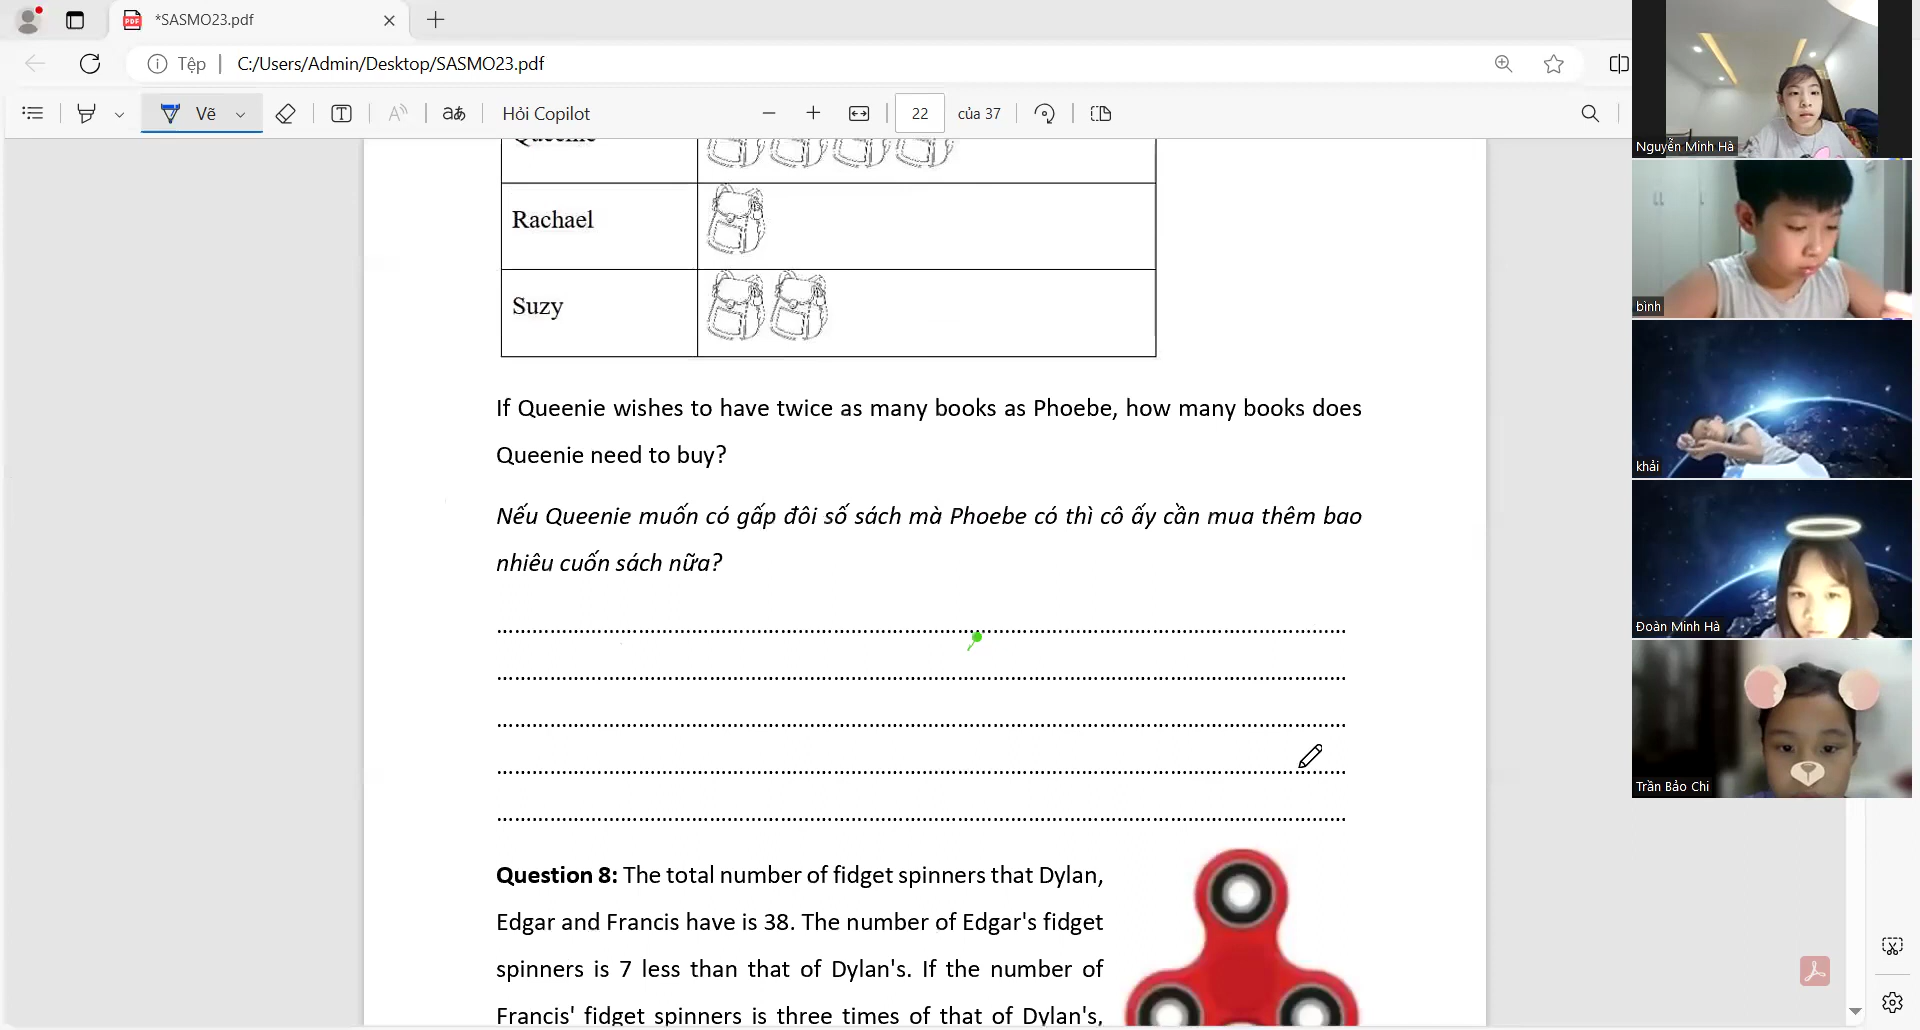 *SASMO23.pdf
Tệp
C:/Users/Admin/Desktop/SASMO23.pdf
Vẽ
aあ
Hỏi Copilot
22
của 37
Queenie
Rachael
Suzy
If Queenie wishes to have twice as many books as Phoebe, how many books does
Queenie need to buy?
Nếu Queenie muốn có gấp đôi số sách mà Phoebe có thì cô ấy cần mua thêm bao
nhiêu cuốn sách nữa?
Question 8: The total number of fidget spinners that Dylan,
Edgar and Francis have is 38. The number of Edgar's fidget
spinners is 7 less than that of Dylan's. If the number of
Francis' fidget spinners is three times of that of Dylan's,
Nguyễn Minh Hà
bình
khải
Đoàn Minh Hà
Trần Bảo Chi